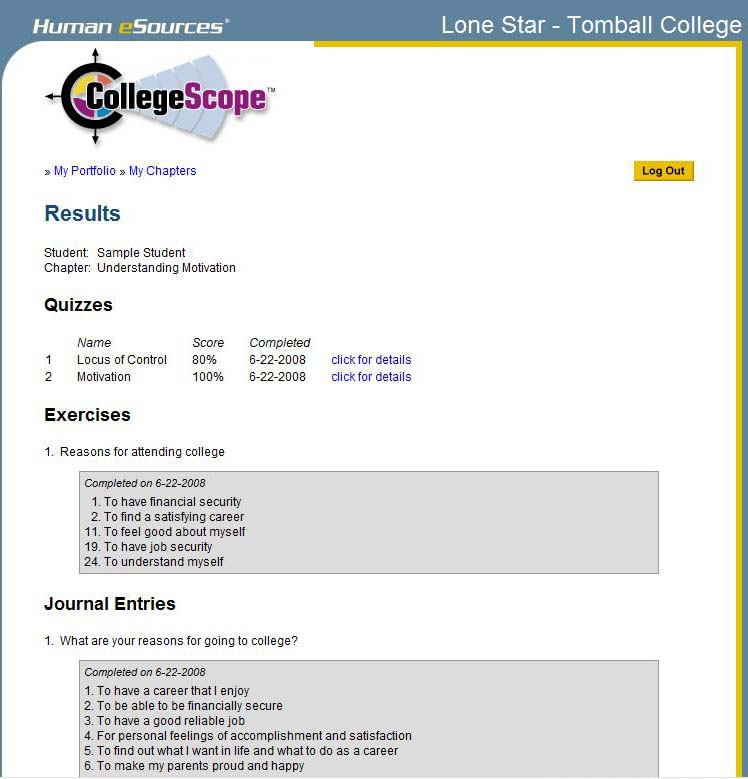 Human eSources®
Lone Star - Tomball College
CollegeScope™
» My Portfolio » My Chapters
Log Out
Results
Student: Sample Student
Chapter: Understanding Motivation
Quizzes
Name Score Completed
1 Locus of Control 80% 6-22-2008 click for details
2 Motivation 100% 6-22-2008 click for details
Exercises
1. Reasons for attending college
Completed on 6-22-2008
1. To have financial security
2. To find a satisfying career
11. To feel good about myself
19. To have job security
24. To understand myself
Journal Entries
1. What are your reasons for going to college?
Completed on 6-22-2008
1. To have a career that I enjoy
2. To be able to be financially secure
3. To have a good reliable job
4. For personal feelings of accomplishment and satisfaction
5. To find out what I want in life and what to do as a career
6. To make my parents proud and happy